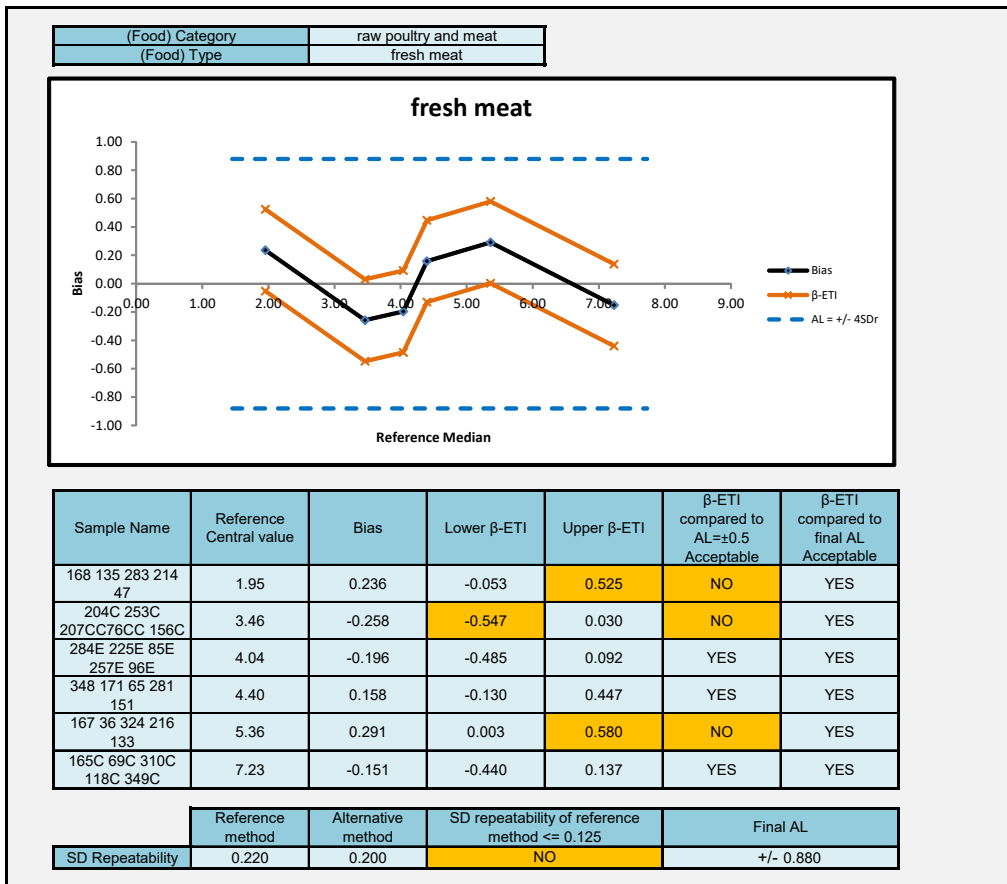 (Food) Category raw poultry and meat
(Food) Type fresh meat
fresh meat
1.00
0.80
0.60
0.40
0.20
0.00
-0.20
-0.40
-0.60
-0.80
-1.00
0.00 1.00 2.00 3.00 4.00 5.00 6.00 7.00 8.00 9.00
Bias
Reference Median
Bias
β-ETI
AL = +/- 4SDr
Sample Name
Reference
Central value
Bias
Lower β-ETI
Upper β-ETI
β-ETI
compared to
AL=±0.5
Acceptable
β-ETI
compared to
final AL
Acceptable
168 135 283 214
47
1.95 0.236 -0.053 0.525 NO YES
204C 253C
207CC76CC 156C
3.46 -0.258 -0.547 0.030 NO YES
284E 225E 85E
257E 96E
4.04 -0.196 -0.485 0.092 YES YES
348 171 65 281
151
4.40 0.158 -0.130 0.447 YES YES
167 36 324 216
133
5.36 0.291 0.003 0.580 NO YES
165C 69C 310C
118C 349C
7.23 -0.151 -0.440 0.137 YES YES
Reference
method
Alternative
method
SD repeatability of reference
method <= 0.125
Final AL
SD Repeatability 0.220 0.200 NO +/- 0.880